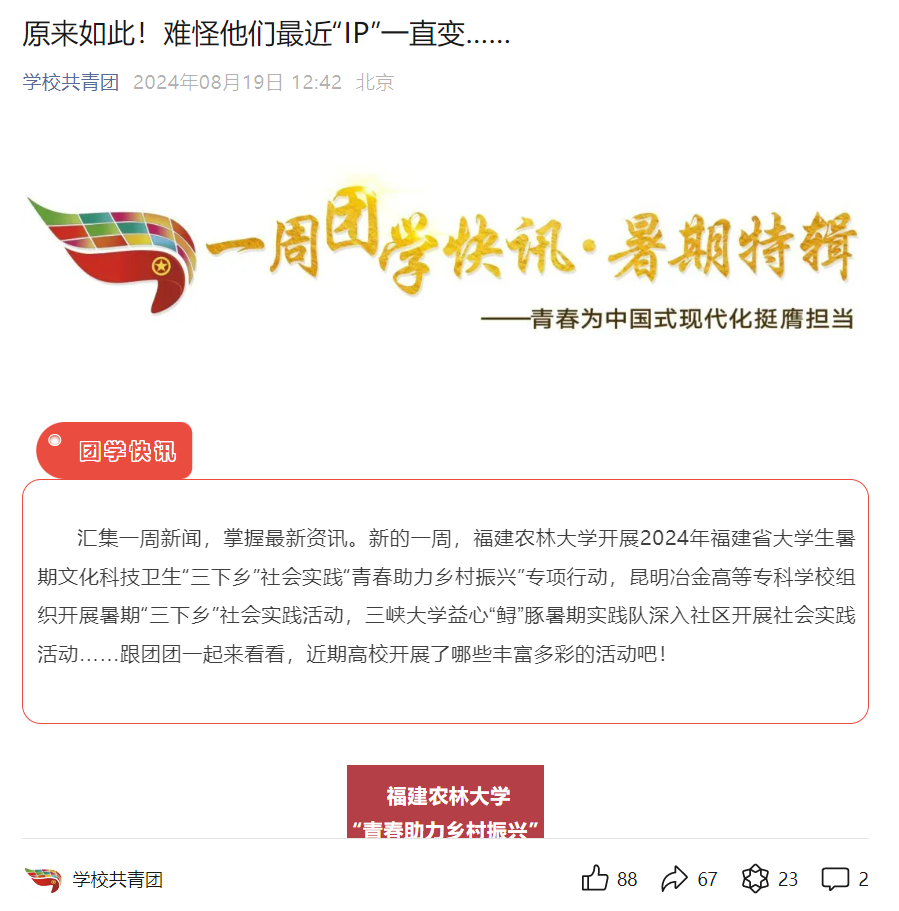 原来如此！难怪他们最近“IP”一直变......
学校共青团 2024年08月19日 12:42 北京
一周团学快讯·暑期特辑
——青春为中国式现代化挺膺担当
团学快讯
汇集一周新闻，掌握最新资讯。新的一周，福建农林大学开展2024年福建省大学生暑
期文化科技卫生“三下乡”社会实践“青春助力乡村振兴”专项行动，昆明冶金高等专科学校组
织开展暑期“三下乡”社会实践活动，三峡大学益心“鲟”豚暑期实践队深入社区开展社会实践
活动……跟团团一起来看看，近期高校开展了哪些丰富多彩的活动吧！
福建农林大学
“青春助力乡村振兴”
学校共青团 88 67 23 2